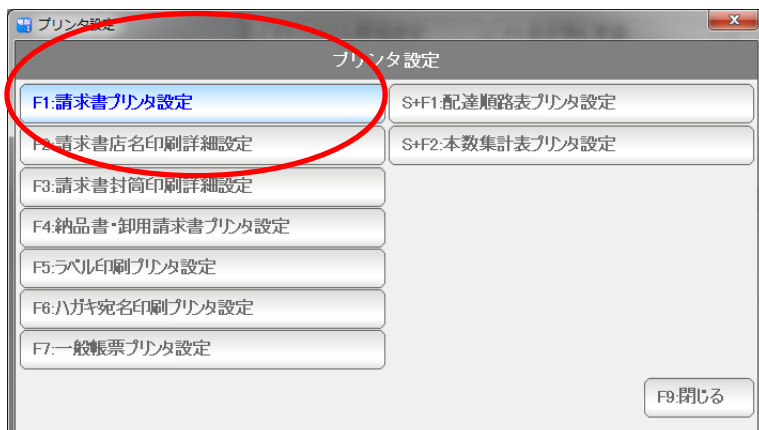 プリンタ設定
プリンタ設定
F1:請求書プリンタ設定
S+F1:配達順路表プリンタ設定
F2:請求書店名印刷詳細設定
S+F2:本数集計表プリンタ設定
F3:請求書封筒印刷詳細設定
F4:納品書・卸用請求書プリンタ設定
F5:ラベル印刷プリンタ設定
F6:ハガキ宛名印刷プリンタ設定
F7:一般帳票プリンタ設定
F9:閉じる